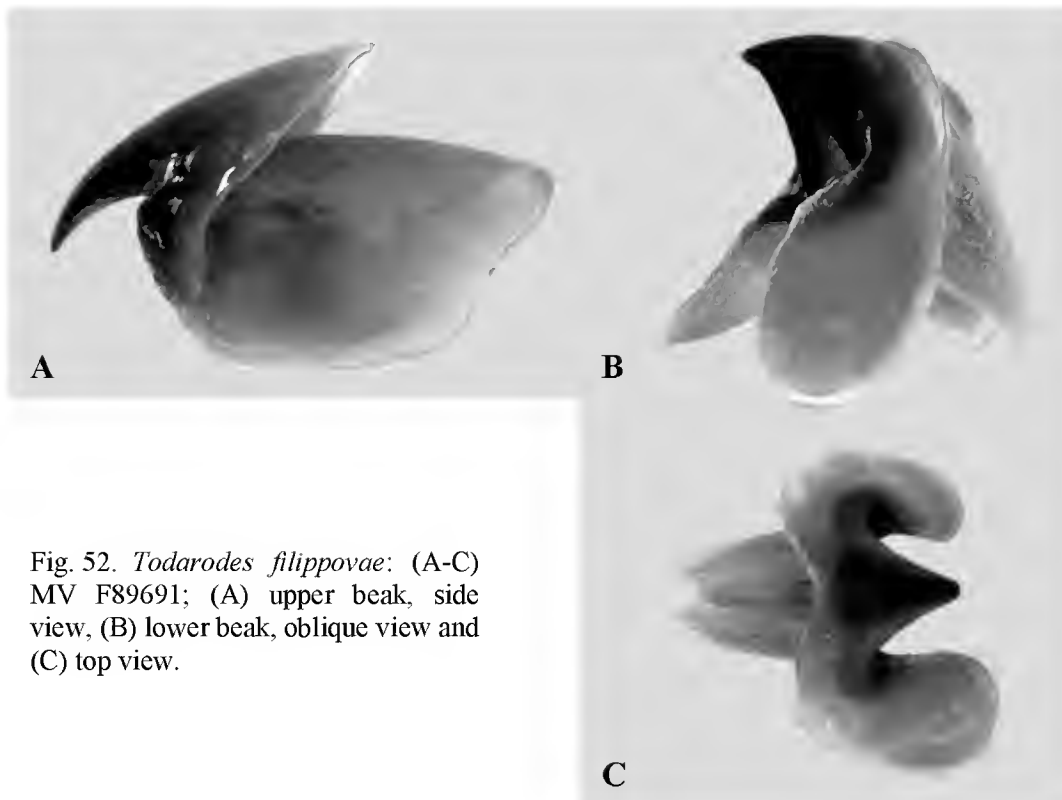 A
B
Fig. 52. Todarodes filippovae: (A-C)
MV F89691; (A) upper beak, side
view, (B) lower beak, oblique view and
(C) top view.
C